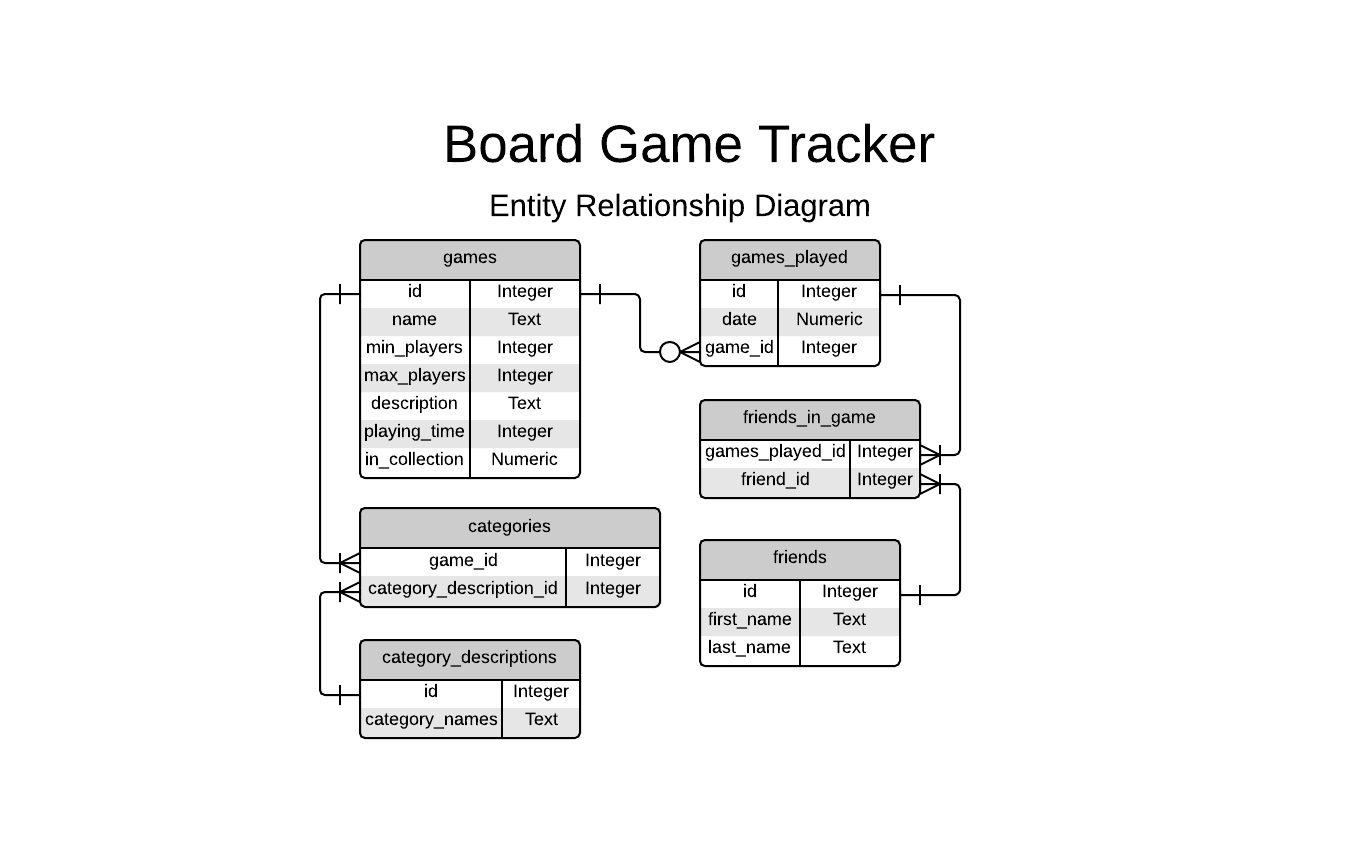 Board Game Tracker
Entity Relationship Diagram
games
id Integer
name Text
min_players Integer
max_players Integer
description Text
playing_time Integer
in_collection Numeric
games_played
id Integer
date Numeric
game_id Integer
friends_in_game
games_played_id Integer
friend_id Integer
categories
game_id Integer
category_description_id Integer
friends
id Integer
first_name Text
last_name Text
category_descriptions
id Integer
category_names Text